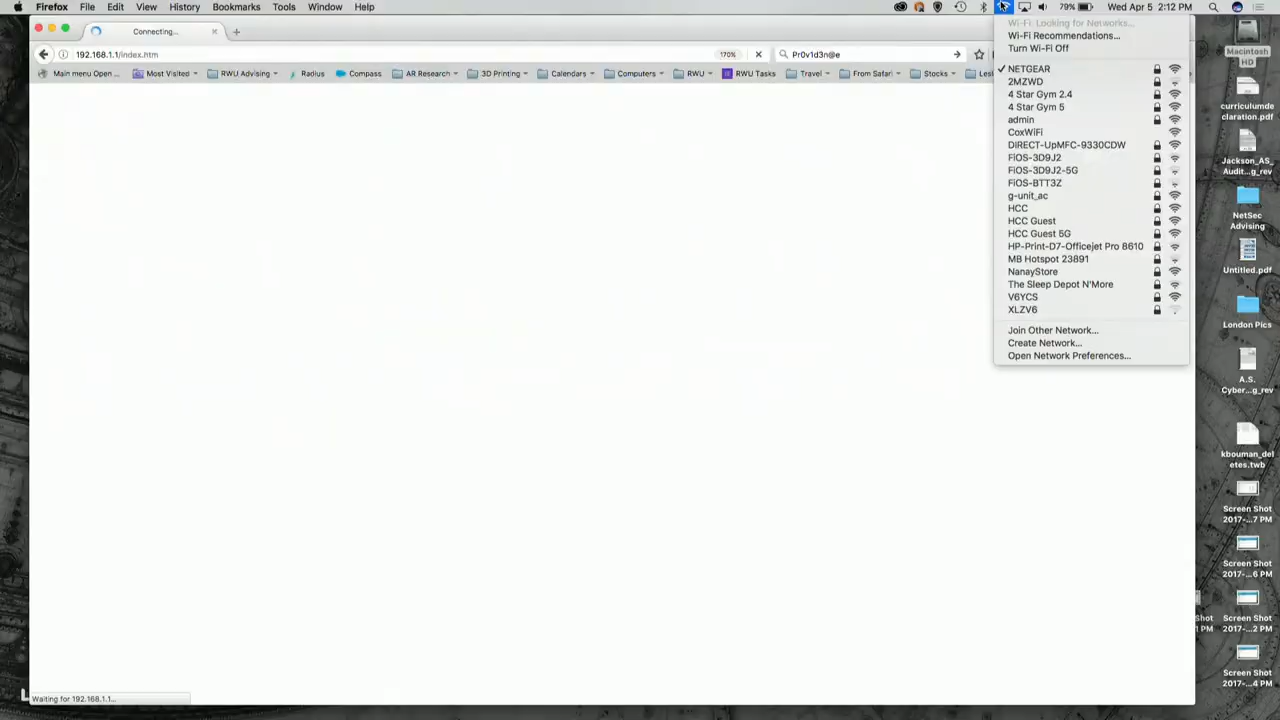 Firefox File Edit View History Bookmarks Tools Window Help 79% Wed Apr 5 2:12 PM
Connecting...
192.168.1.1/index.htm 170% Pr0v1d3n@e
Main menu Open ... Most Visited RWU Advising Radius Compass AR Research 3D Printing Calendars Computers RWU RWU Tasks Travel From Safari Stocks
Wi-Fi: Looking for Networks...
Wi-Fi Recommendations...
Turn Wi-Fi Off
NETGEAR
2MZWD
4 Star Gym 2.4
4 Star Gym 5
admin
CoxWiFi
DIRECT-UpMFC-9330CDW
FiOS-3D9J2
FiOS-3D9J2-5G
FiOS-BTT3Z
g-unit_ac
HCC
HCC Guest
HCC Guest 5G
HP-Print-D7-Officejet Pro 8610
MB Hotspot 23891
NanayStore
The Sleep Depot N'More
V6YCS
XLZV6
Join Other Network...
Create Network...
Open Network Preferences...
Macintosh
HD
curriculumde
claration.pdf
Jackson_AS_
Audit...g_rev
NetSec
Advising
Untitled.pdf
London Pics
A.S.
Cyber...g_rev
kbouman_del
etes.twb
Screen Shot
2017-...7 PM
Screen Shot
2017-...6 PM
Shot
1 PM
Screen Shot
2017-...2 PM
Screen Shot
2017-...4 PM
Waiting for 192.168.1.1...